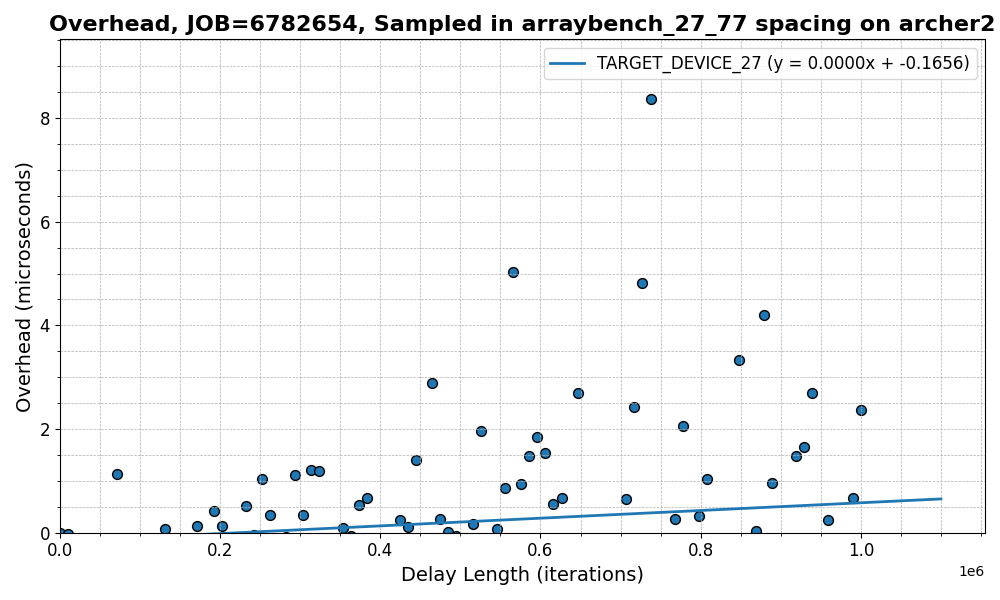 Overhead, JOB=6782654, Sampled in arraybench_27_77 spacing on archer2
TARGET_DEVICE_27 (y = 0.0000x + -0.1656)
Overhead (microseconds)
8
6
4
2
0
0.0 0.2 0.4 0.6 0.8 1.0
1e6
Delay Length (iterations)